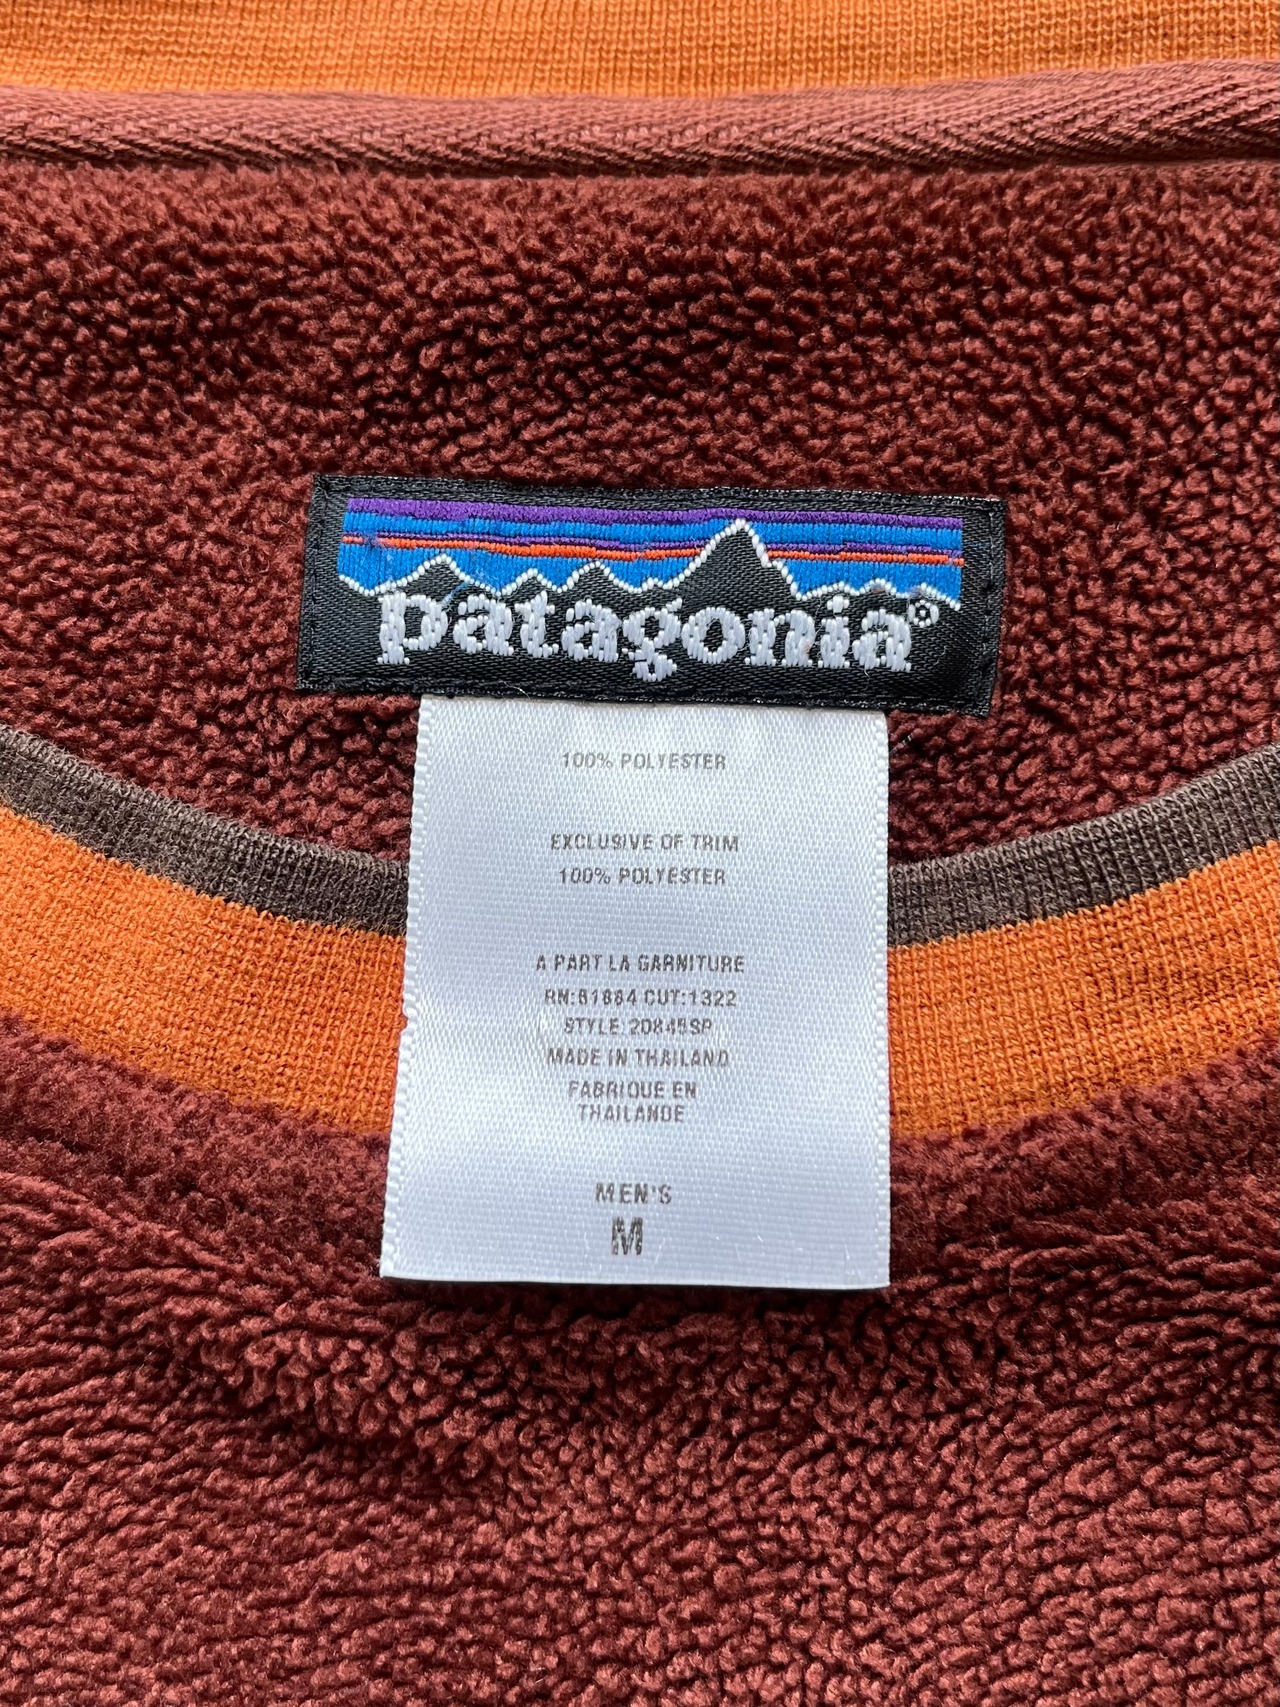 patagonia®
100% POLYESTER
EXCLUSIVE OF TRIM
100% POLYESTER
A PART LA GARNITURE
RN:51884 CUT:1322
STYLE:20845SP
MADE IN THAILAND
FABRIQUE EN
THAILANDE
MEN'S
M